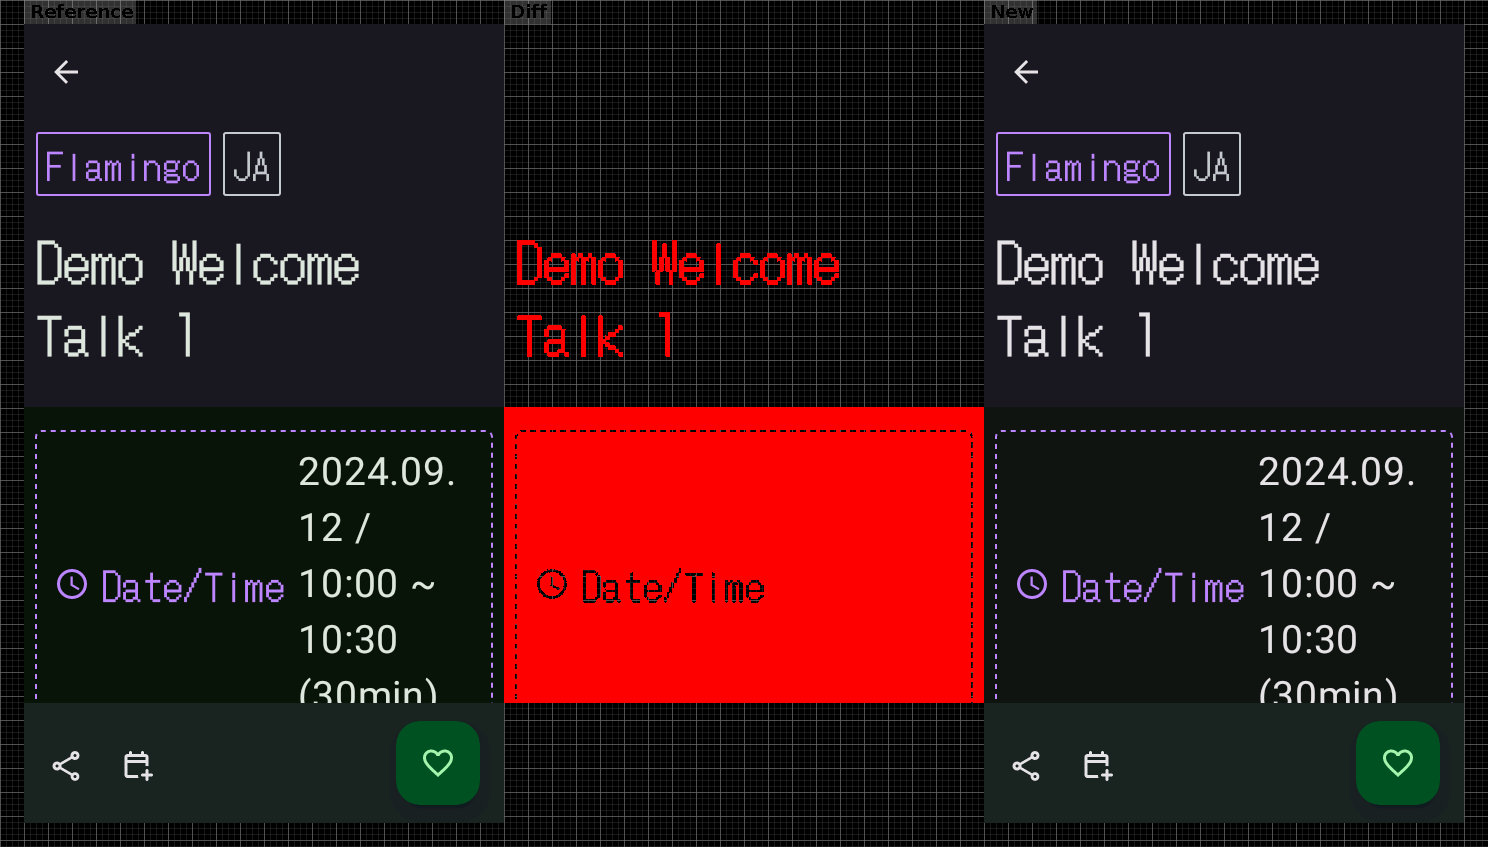 Reference
Diff
New
Flamingo
JA
Demo Welcome
Talk 1
Date/Time
2024.09.
12 /
10:00 ~
10:30
(30min)
Demo Welcome
Talk 1
Date/Time
Flamingo
JA
Demo Welcome
Talk 1
Date/Time
2024.09.
12 /
10:00 ~
10:30
(30min)